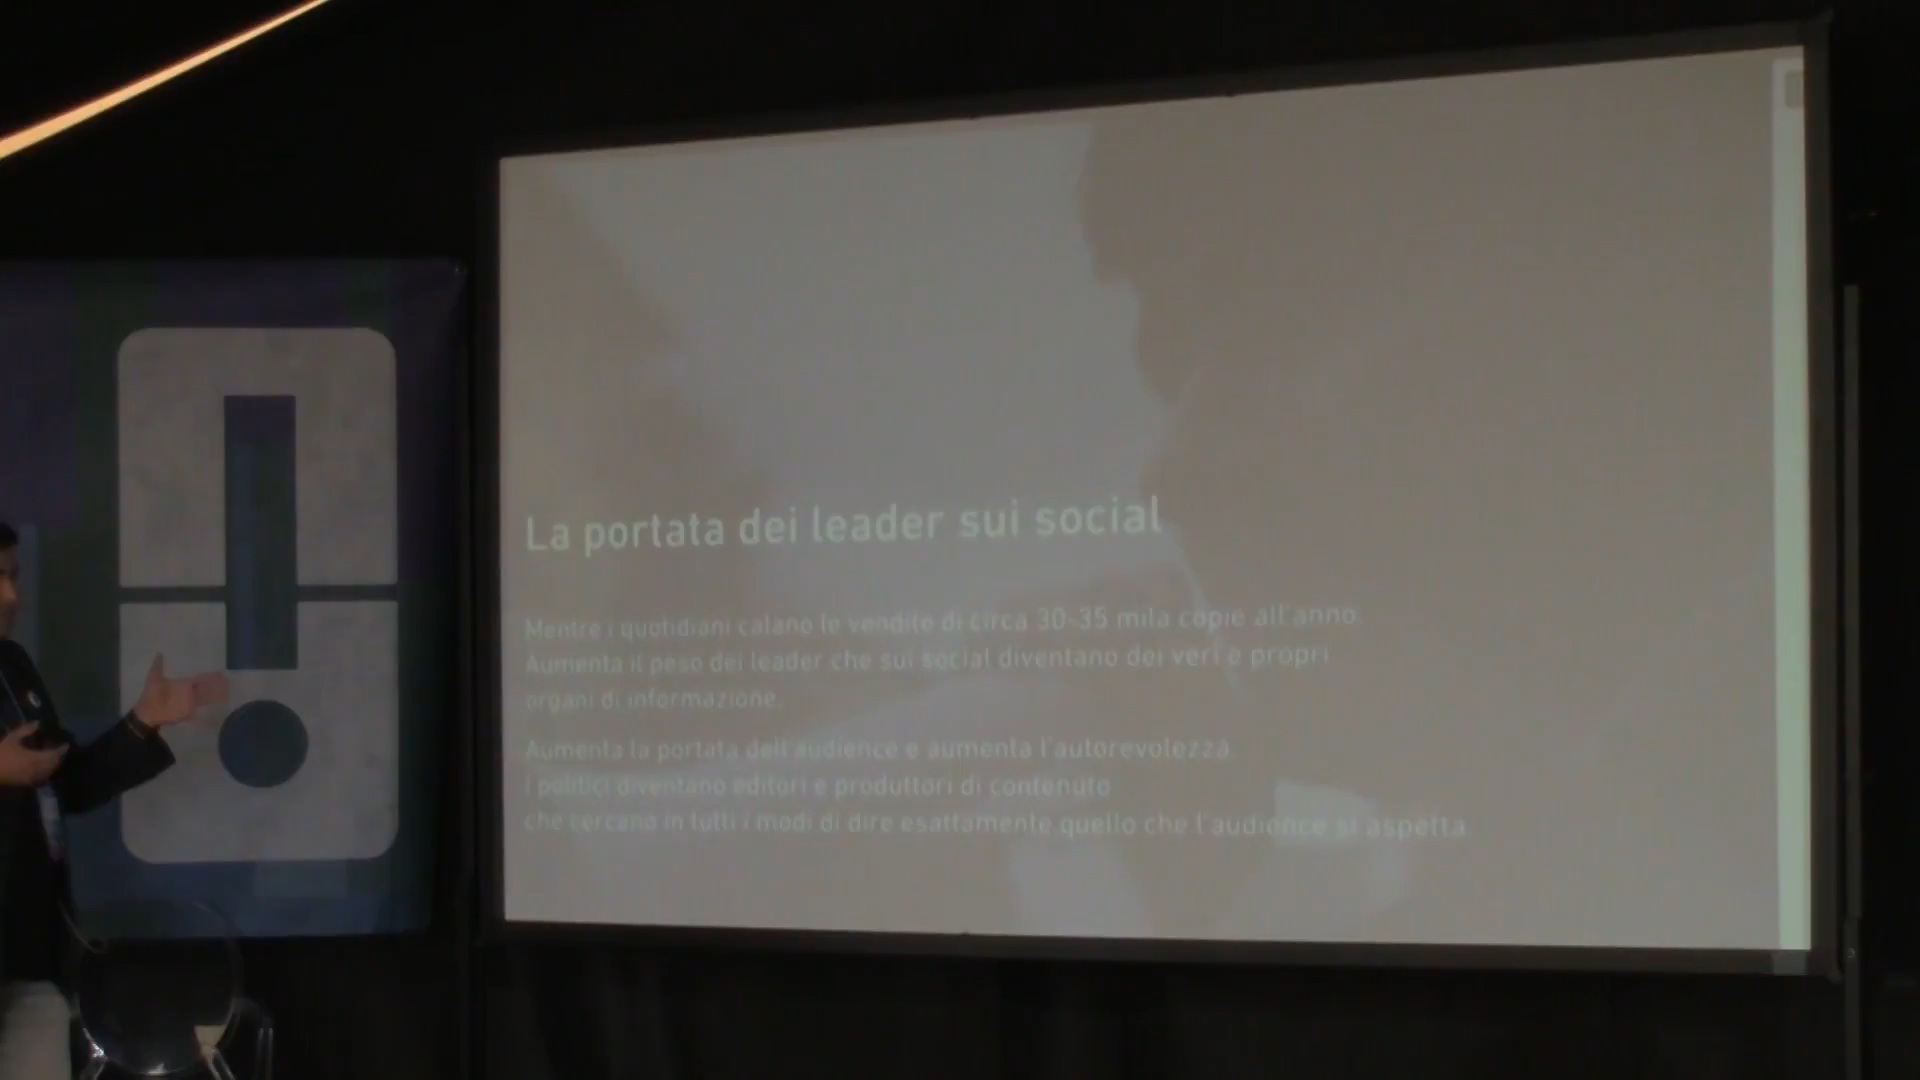 La portata dei leader sui social
Mentre i quotidiani calano le vendite di circa 30-35 mila copie all'anno.
Aumenta il peso dei leader che sui social diventano dei veri e propri
organi di informazione.
Aumenta la portata dell'audience e aumenta l'autorevolezza.
I politici diventano editori e produttori di contenuto
che cercano in tutti i modi di dire esattamente quello che l'audience si aspetta